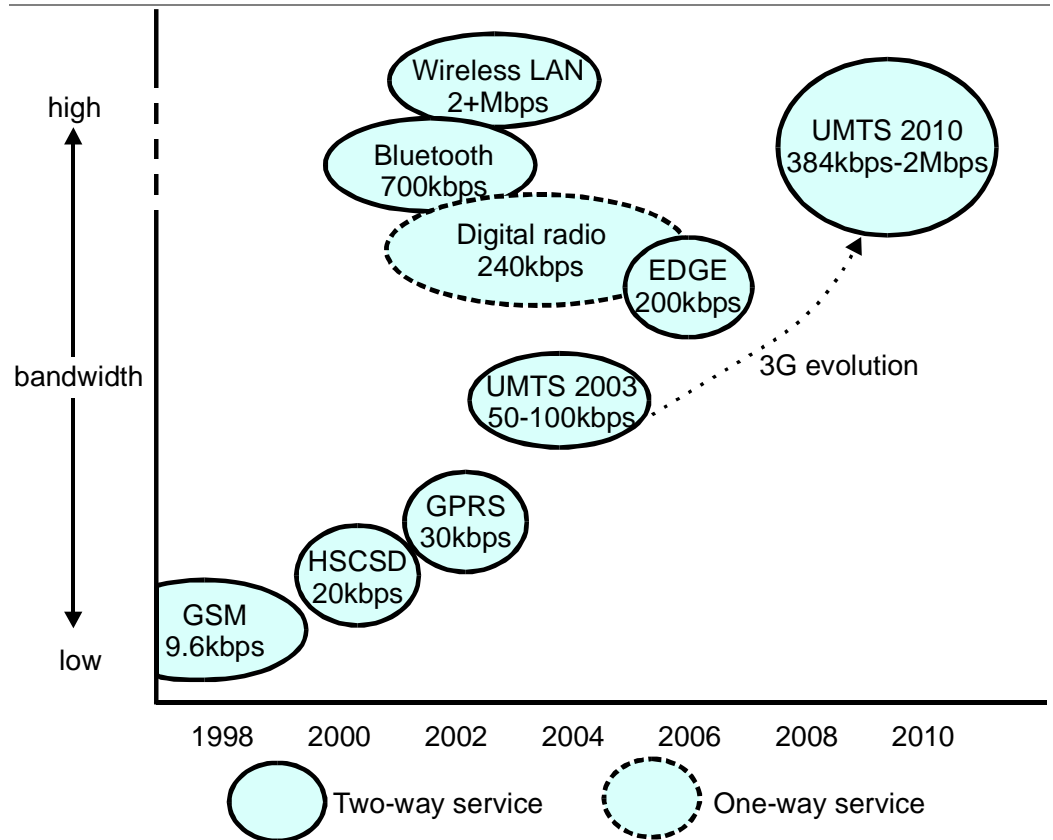 high
bandwidth
low
Wireless LAN
2+Mbps
Bluetooth
700kbps
Digital radio
240kbps
EDGE
200kbps
UMTS 2010
384kbps-2Mbps
3G evolution
UMTS 2003
50-100kbps
GPRS
30kbps
HSCSD
20kbps
GSM
9.6kbps
1998 2000 2002 2004 2006 2008 2010
Two-way service
One-way service